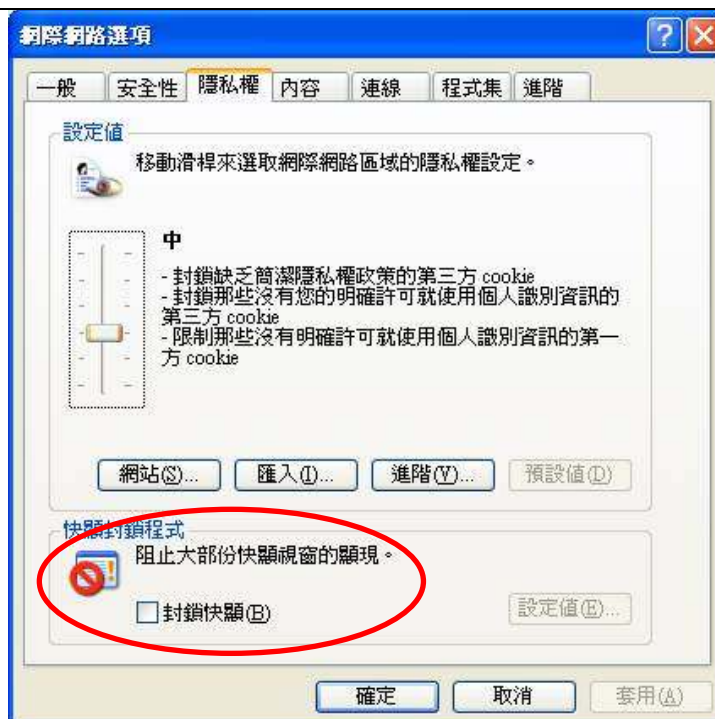 網際網路選項
一般 安全性 隱私權 內容 連線 程式集 進階
設定值
移動滑桿來選取網際網路區域的隱私權設定。
中
- 封鎖缺乏簡潔隱私權政策的第三方 cookie
- 封鎖那些沒有您的明確許可就使用個人識別資訊的
第三方 cookie
- 限制那些沒有明確許可就使用個人識別資訊的第一
方 cookie
網站(S)... 匯入(I)... 進階(V)... 預設值(D)
快顯封鎖程式
阻止大部份快顯視窗的顯現。
封鎖快顯(B) 設定值(E)...
確定 取消 套用(A)